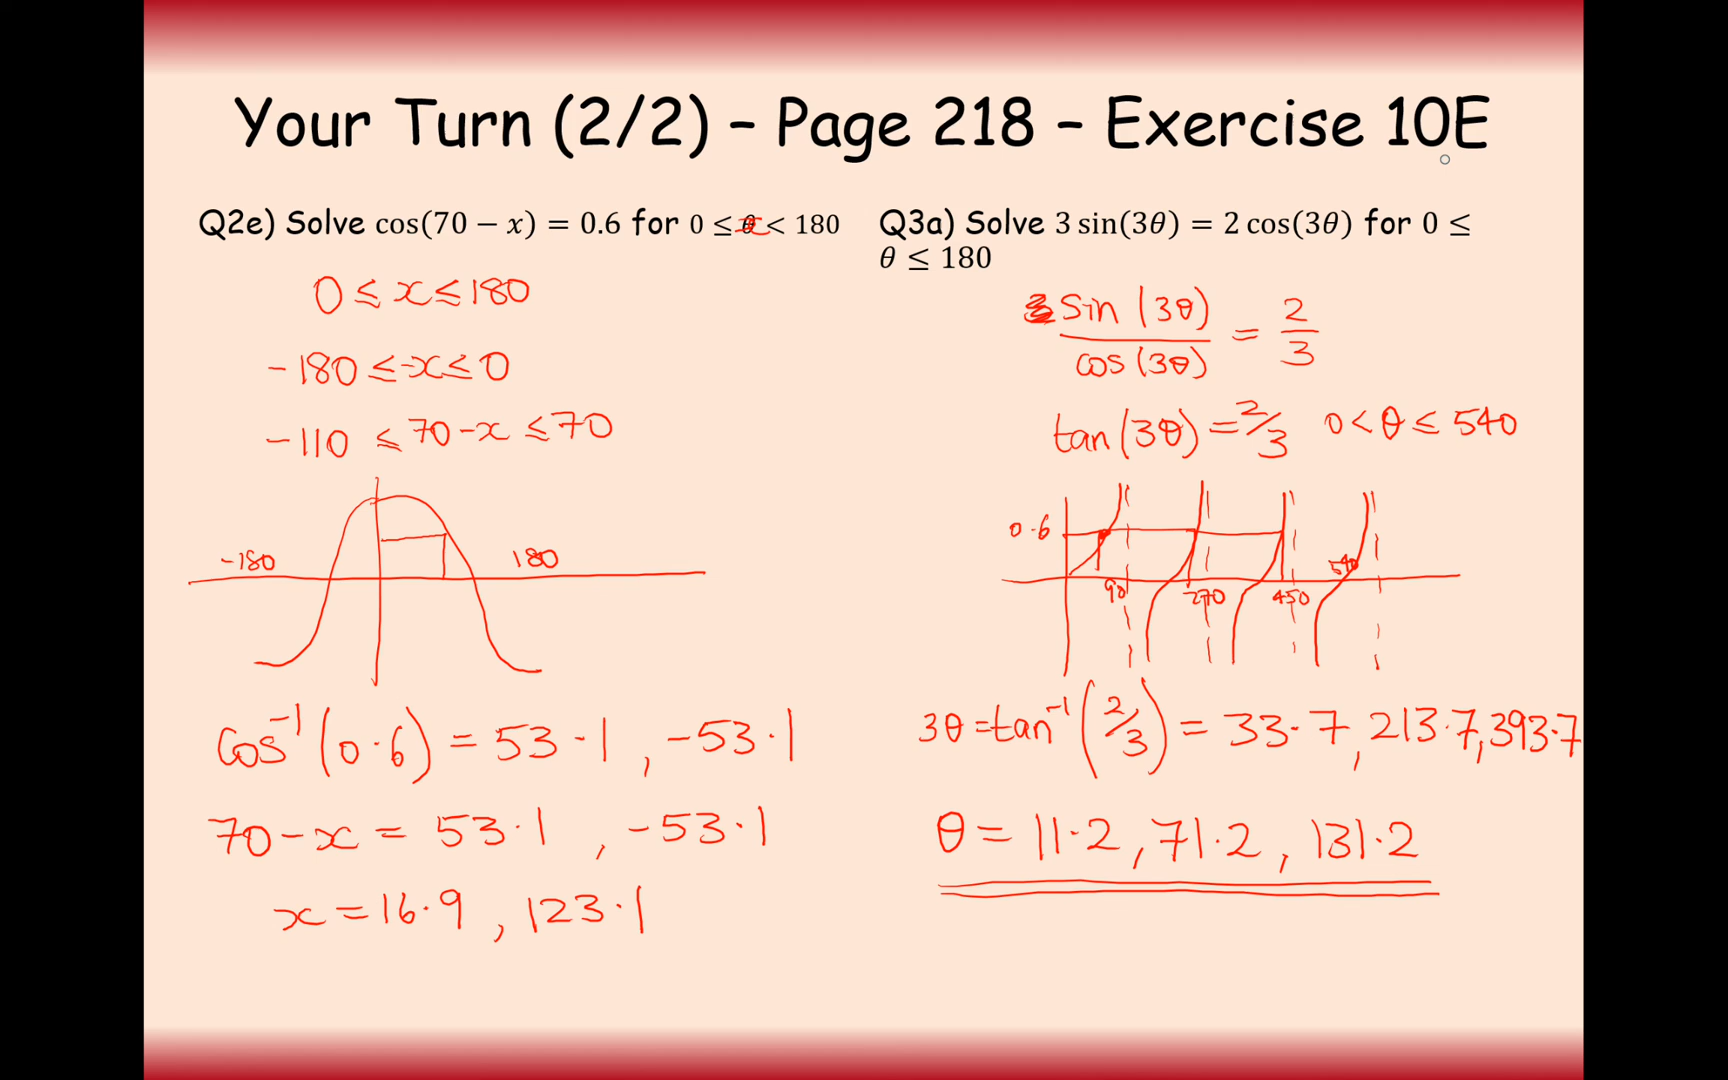 Your Turn (2/2) – Page 218 – Exercise 10E
Q2e) Solve cos(70 − x) = 0.6 for 0 ≤ x < 180
0 ≤ x ≤ 180
-180 ≤ -x ≤ 0
-110 ≤ 70-x ≤ 70
-180
180
cos⁻¹(0.6) = 53.1, -53.1
70-x = 53.1, -53.1
x = 16.9, 123.1
Q3a) Solve 3 sin(3θ) = 2 cos(3θ) for 0 ≤
θ ≤ 180
sin(3θ)/cos(3θ) = 2/3
tan(3θ) = 2/3 0 < θ ≤ 540
0.6
540
90 270 450
3θ = tan⁻¹(2/3) = 33.7, 213.7, 393.7
θ = 11.2, 71.2, 131.2